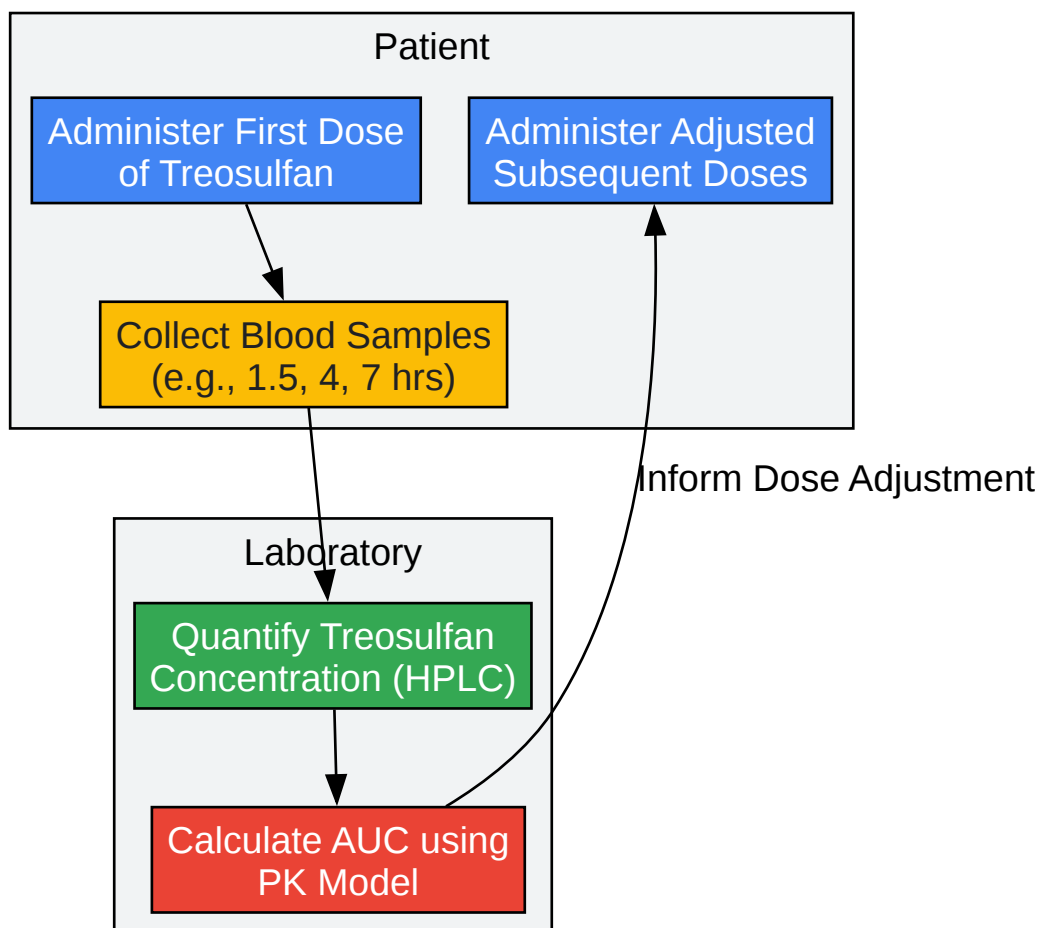 Patient
Administer First Dose
of Treosulfan
Administer Adjusted
Subsequent Doses
Collect Blood Samples
(e.g., 1.5, 4, 7 hrs)
Inform Dose Adjustment
Laboratory
Quantify Treosulfan
Concentration (HPLC)
Calculate AUC using
PK Model